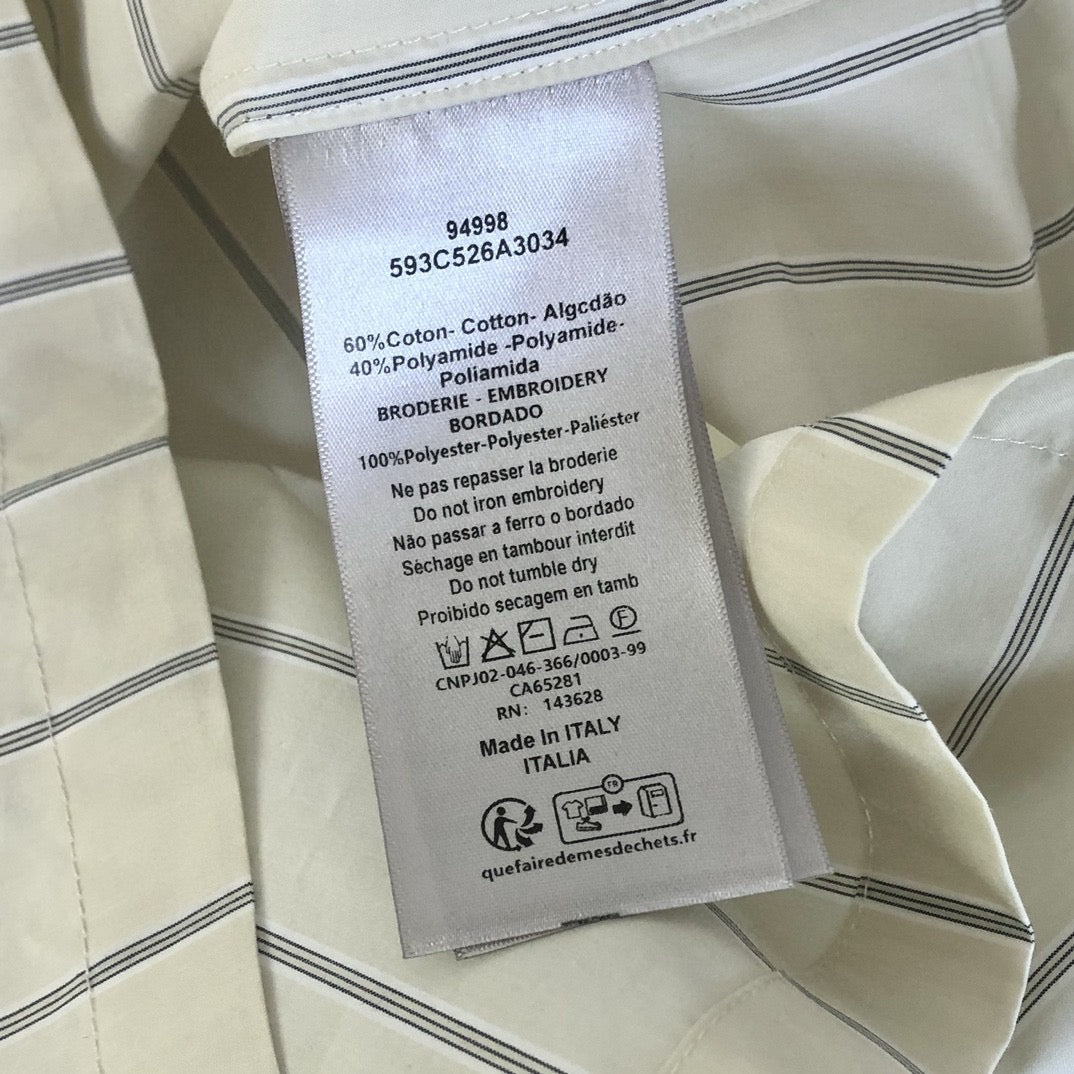 94998
593C526A3034
60%Coton- Cotton- Algcdão
40%Polyamide -Polyamide-
Poliamida
BRODERIE - EMBROIDERY
BORDADO
100%Polyester-Polyester-Paliéster
Ne pas repasser la broderie
Do not iron embroidery
Não passar a ferro o bordado
Séchage en tambour interdit
Do not tumble dry
Proibido secagem en tamb
F
CNPJ02-046-366/0003-99
CA65281
RN: 143628
Made In ITALY
ITALIA
FR
quefairedemesdechets.fr